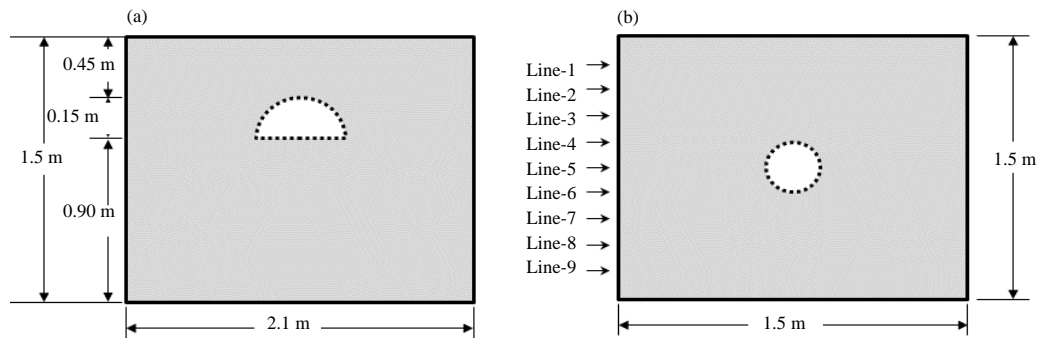 (a)
0.45 m
0.15 m
1.5 m
0.90 m
2.1 m
(b)
Line-1
Line-2
Line-3
Line-4
Line-5
Line-6
Line-7
Line-8
Line-9
1.5 m
1.5 m